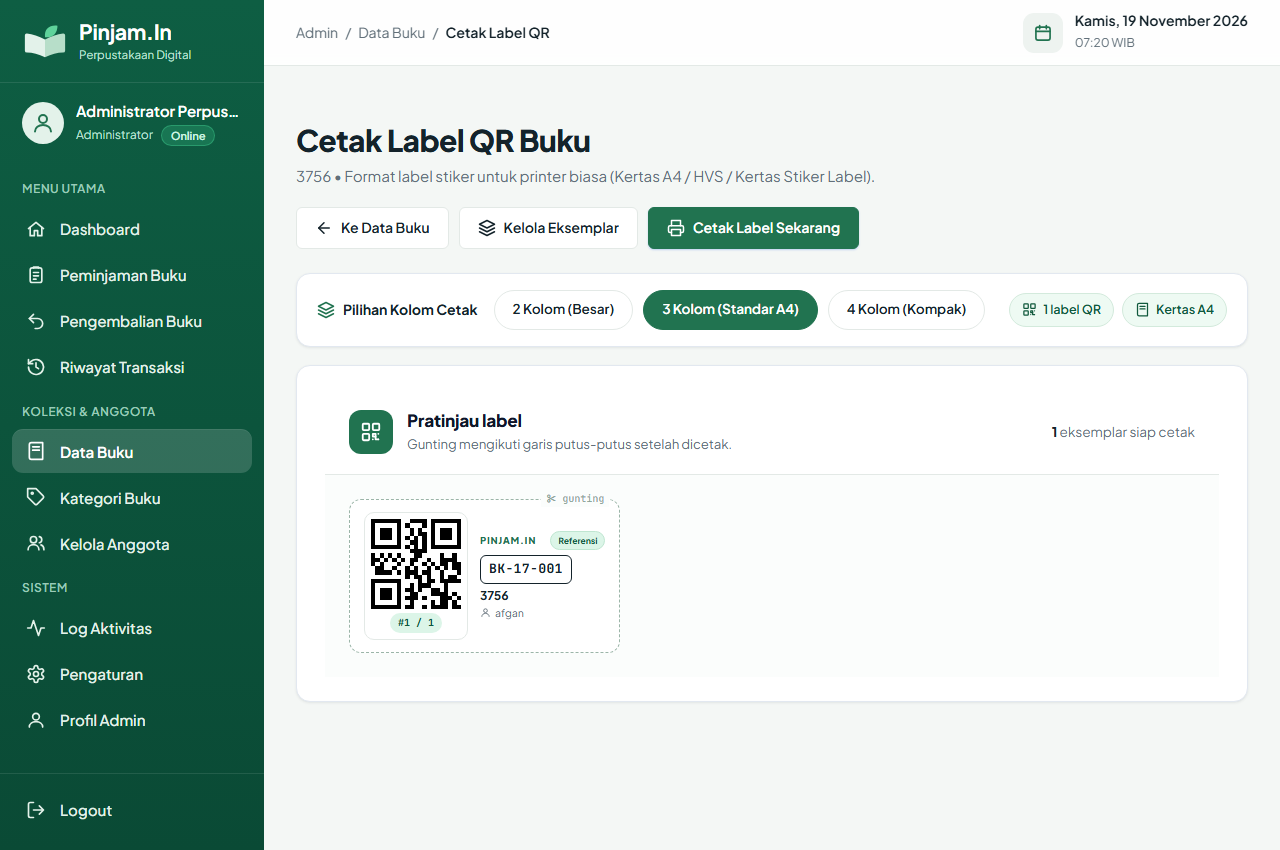 Pinjam.In
Perpustakaan Digital
Administrator Perpus...
Administrator Online
MENU UTAMA
Dashboard
Peminjaman Buku
Pengembalian Buku
Riwayat Transaksi
KOLEKSI & ANGGOTA
Data Buku
Kategori Buku
Kelola Anggota
SISTEM
Log Aktivitas
Pengaturan
Profil Admin
Logout
Admin / Data Buku / Cetak Label QR
Kamis, 19 November 2026
07:20 WIB
Cetak Label QR Buku
3756 • Format label stiker untuk printer biasa (Kertas A4 / HVS / Kertas Stiker Label).
Ke Data Buku Kelola Eksemplar Cetak Label Sekarang
Pilihan Kolom Cetak 2 Kolom (Besar) 3 Kolom (Standar A4) 4 Kolom (Kompak) 1 label QR Kertas A4
Pratinjau label
Gunting mengikuti garis putus-putus setelah dicetak.
1 eksemplar siap cetak
gunting
PINJAM.IN Referensi
BK-17-001
3756
afgan
#1 / 1